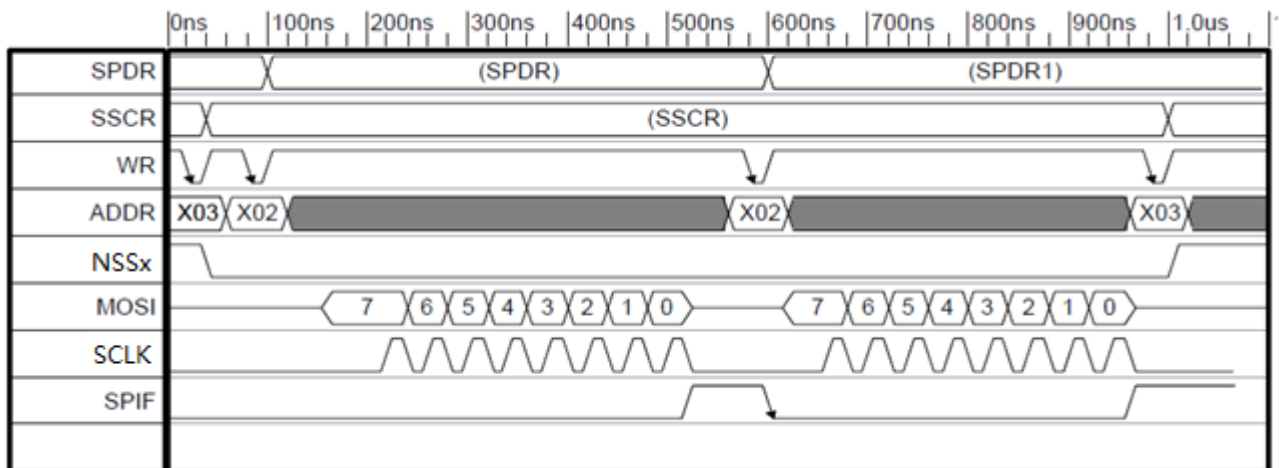 0ns 100ns 200ns 300ns 400ns 500ns 600ns 700ns 800ns 900ns 1.0us
SPDR (SPDR) (SPDR1)
SSCR (SSCR)
WR
ADDR X03 X02 X02 X03
NSSx
MOSI 7 6 5 4 3 2 1 0 7 6 5 4 3 2 1 0
SCLK
SPIF